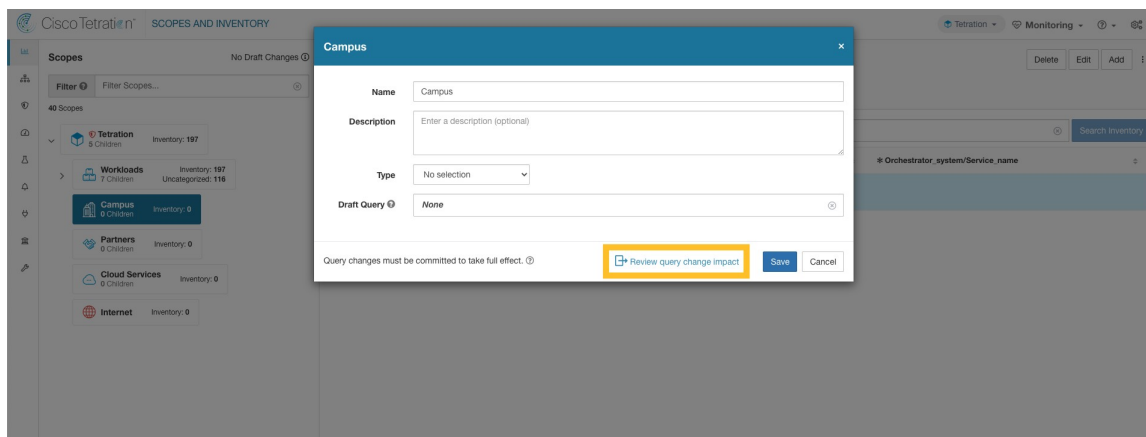 Cisco Tetration™ SCOPES AND INVENTORY
Tetration Monitoring
Scopes No Draft Changes
Delete Edit Add
Filter Filter Scopes...
40 Scopes
Tetration Inventory: 197
5 Children
Workloads Inventory: 197
7 Children Uncategorized: 116
Campus Inventory: 0
0 Children
Partners Inventory: 0
0 Children
Cloud Services Inventory: 0
0 Children
Internet Inventory: 0
Campus ×
Name Campus
Description Enter a description (optional)
Type No selection
Draft Query None
Query changes must be committed to take full effect. Review query change impact Save Cancel
Search Inventory
* Orchestrator_system/Service_name